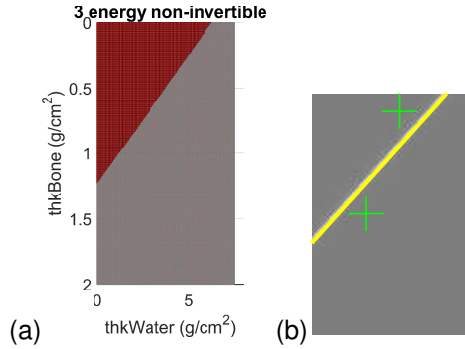 3 energy non-invertible
0
0.5
1
1.5
2
thkBone (g/cm²)
0 5
thkWater (g/cm²)
(a)
(b)